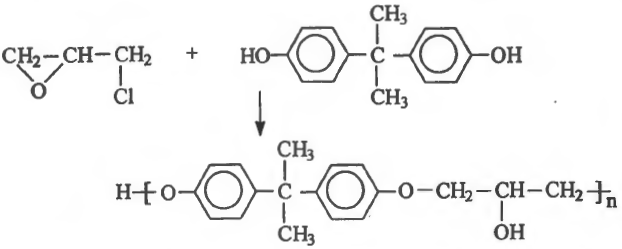 CH₂–CH–CH₂ + HO CH₃ C CH₃ OH
O Cl
H–[O CH₃ C CH₃ O–CH₂–CH–CH₂–]n
OH